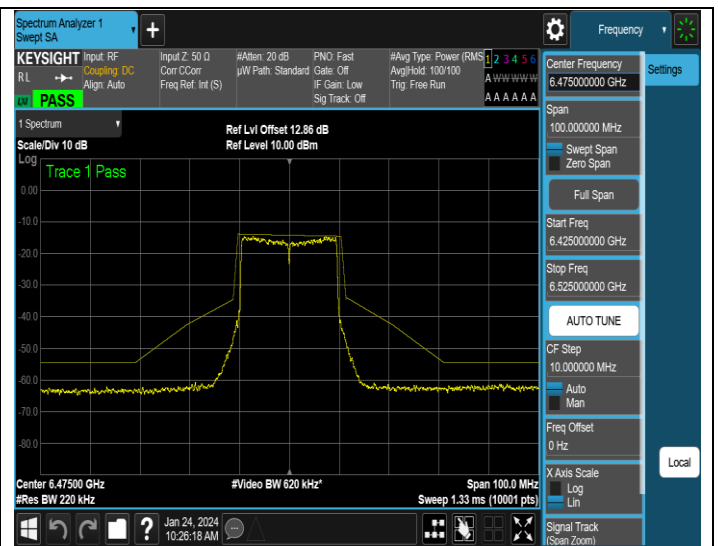 Spectrum Analyzer 1
Swept SA
Frequency
KEYSIGHT
RL
LXI
PASS
Input: RF
Coupling: DC
Align: Auto
Input Z: 50 Ω
Corr CCorr
Freq Ref: Int (S)
#Atten: 20 dB
µW Path: Standard
PNO: Fast
Gate: Off
IF Gain: Low
Sig Track: Off
#Avg Type: Power (RMS
Avg|Hold: 100/100
Trig: Free Run
1 2 3 4 5 6
A W W W W W
A A A A A A
Center Frequency
6.475000000 GHz
Settings
Span
100.000000 MHz
Swept Span
Zero Span
Full Span
Start Freq
6.425000000 GHz
Stop Freq
6.525000000 GHz
AUTO TUNE
CF Step
10.000000 MHz
Auto
Man
Freq Offset
0 Hz
X Axis Scale
Log
Lin
Signal Track
(Span Zoom)
Local
1 Spectrum
Scale/Div 10 dB
Ref Lvl Offset 12.86 dB
Ref Level 10.00 dBm
Log
Trace 1 Pass
0.00
-10.0
-20.0
-30.0
-40.0
-50.0
-60.0
-70.0
-80.0
Center 6.47500 GHz
#Res BW 220 kHz
#Video BW 620 kHz*
Span 100.0 MHz
Sweep 1.33 ms (10001 pts)
?
Jan 24, 2024
10:26:18 AM